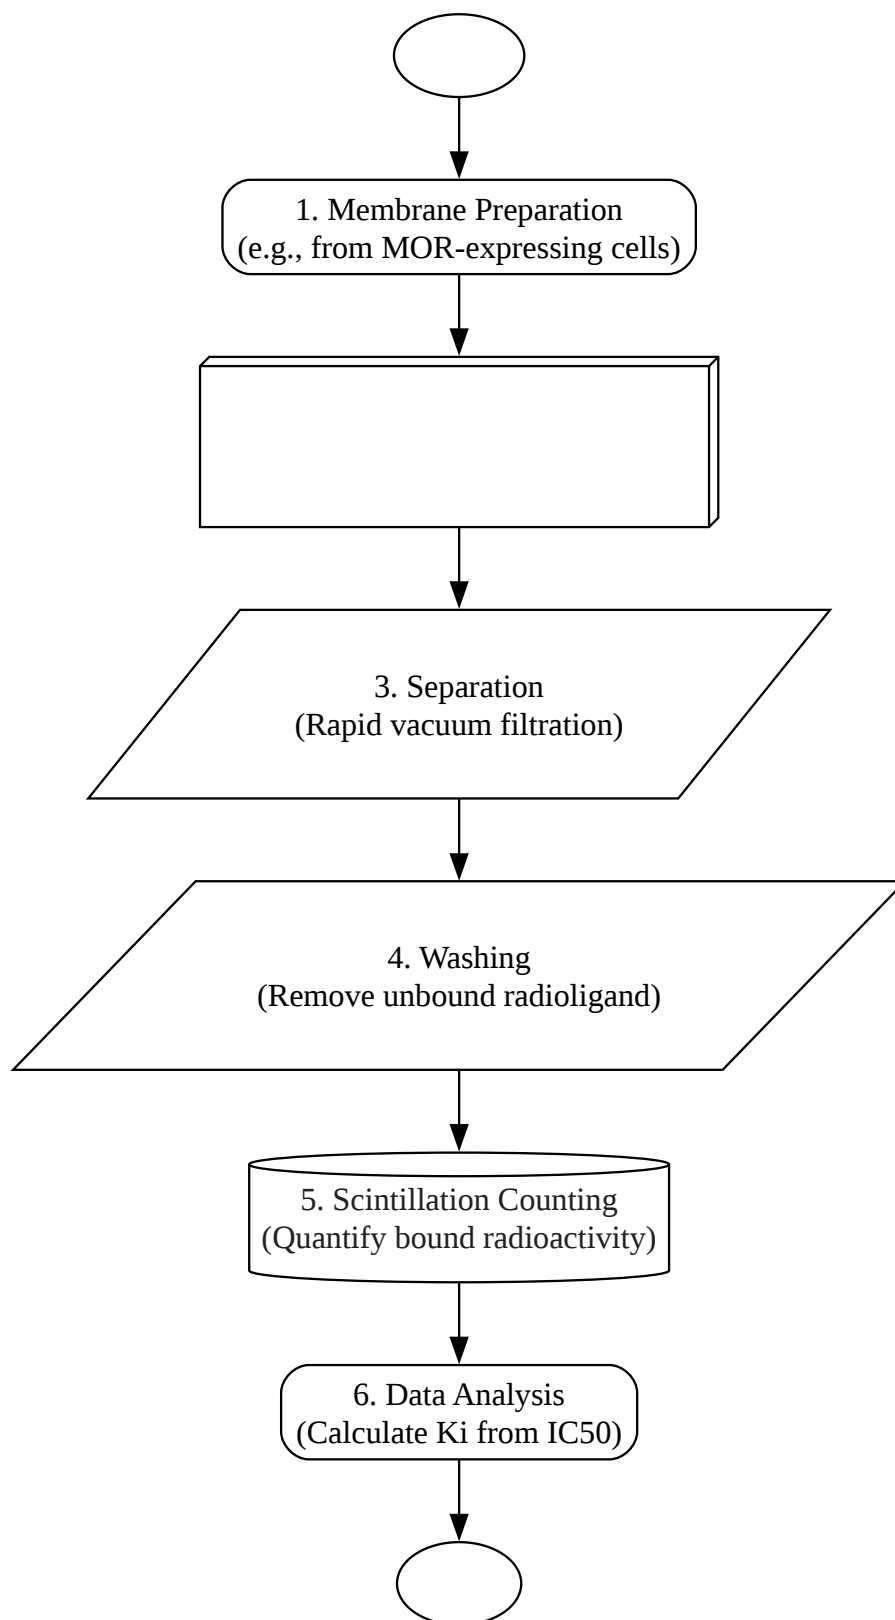 1. Membrane Preparation
(e.g., from MOR-expressing cells)
3. Separation
(Rapid vacuum filtration)
4. Washing
(Remove unbound radioligand)
5. Scintillation Counting
(Quantify bound radioactivity)
6. Data Analysis
(Calculate Ki from IC50)